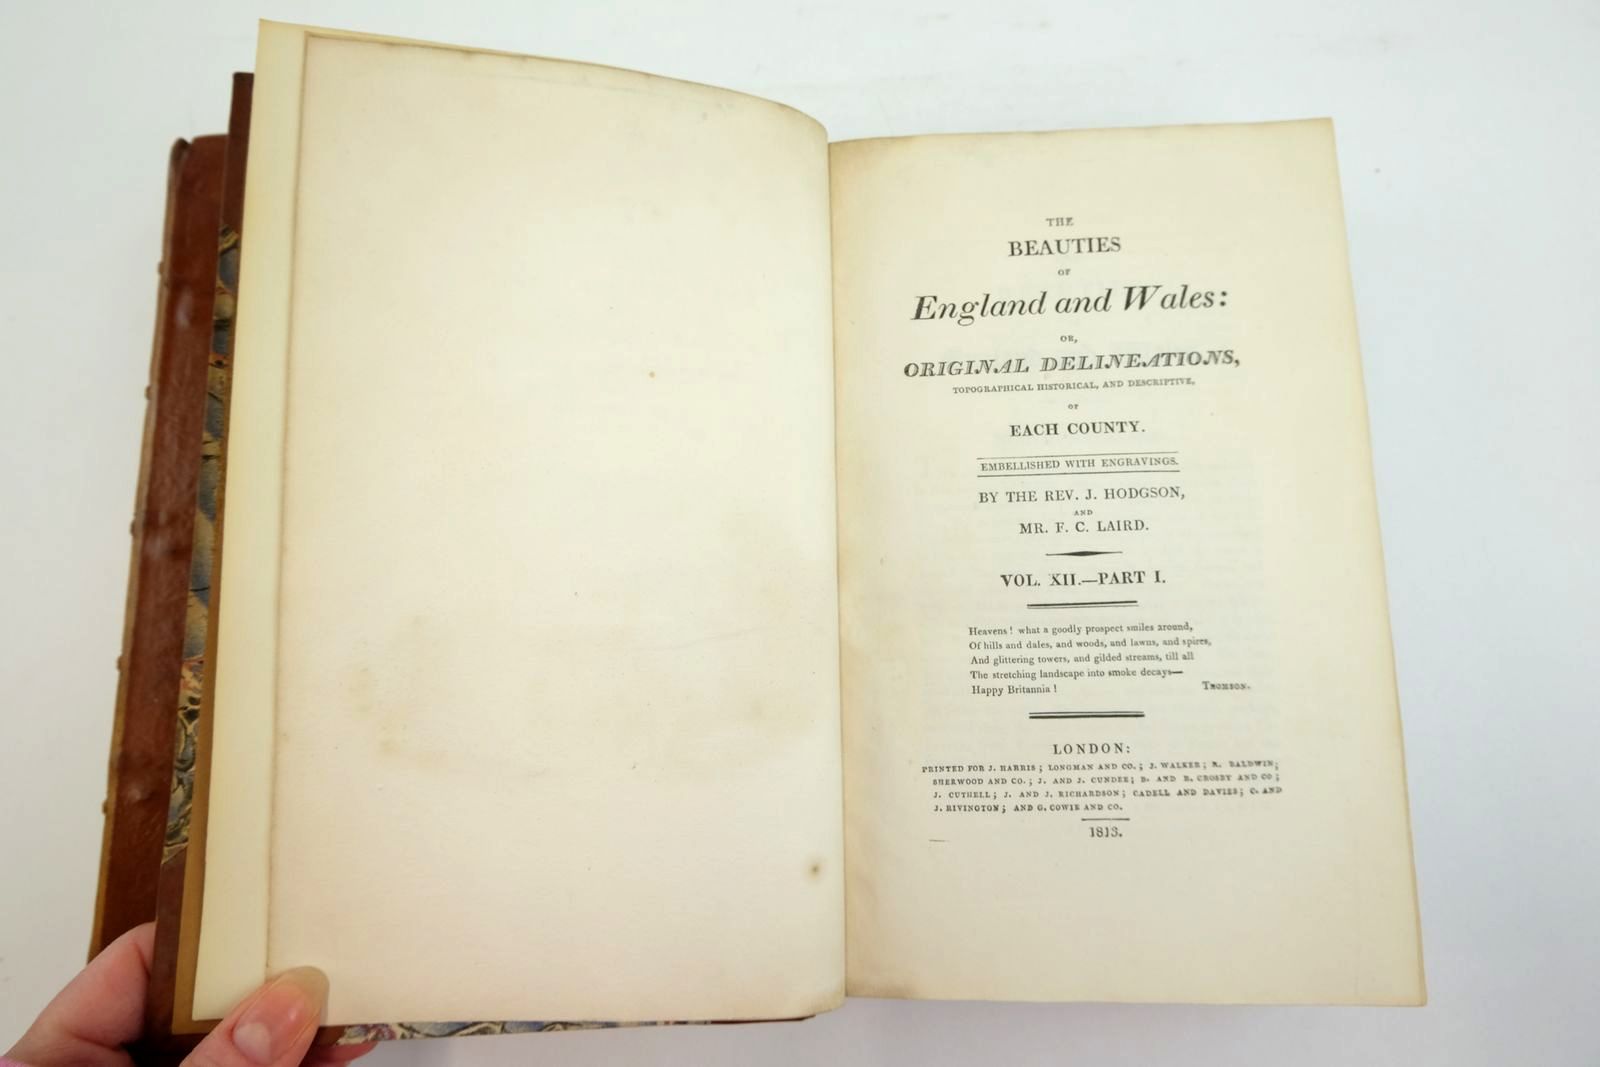 THE
BEAUTIES
OF
England and Wales:
OR,
ORIGINAL DELINEATIONS,
TOPOGRAPHICAL HISTORICAL, AND DESCRIPTIVE,
OF
EACH COUNTY.
EMBELLISHED WITH ENGRAVINGS.
BY THE REV. J. HODGSON,
AND
MR. F. C. LAIRD.
VOL. XII.—PART I.
Heavens! what a goodly prospect smiles around,
Of hills and dales, and woods, and lawns, and spires,
And glittering towers, and gilded streams, till all
The stretching landscape into smoke decays—
Happy Britannia! THOMSON.
LONDON:
PRINTED FOR J. HARRIS; LONGMAN AND CO.; J. WALKER; R. BALDWIN;
SHERWOOD AND CO.; J. AND J. CUNDEE; B. AND R. CROSBY AND CO;
J. CUTHELL; J. AND J. RICHARDSON; CADELL AND DAVIES; C. AND
J. RIVINGTON; AND G. COWIE AND CO.
1813.